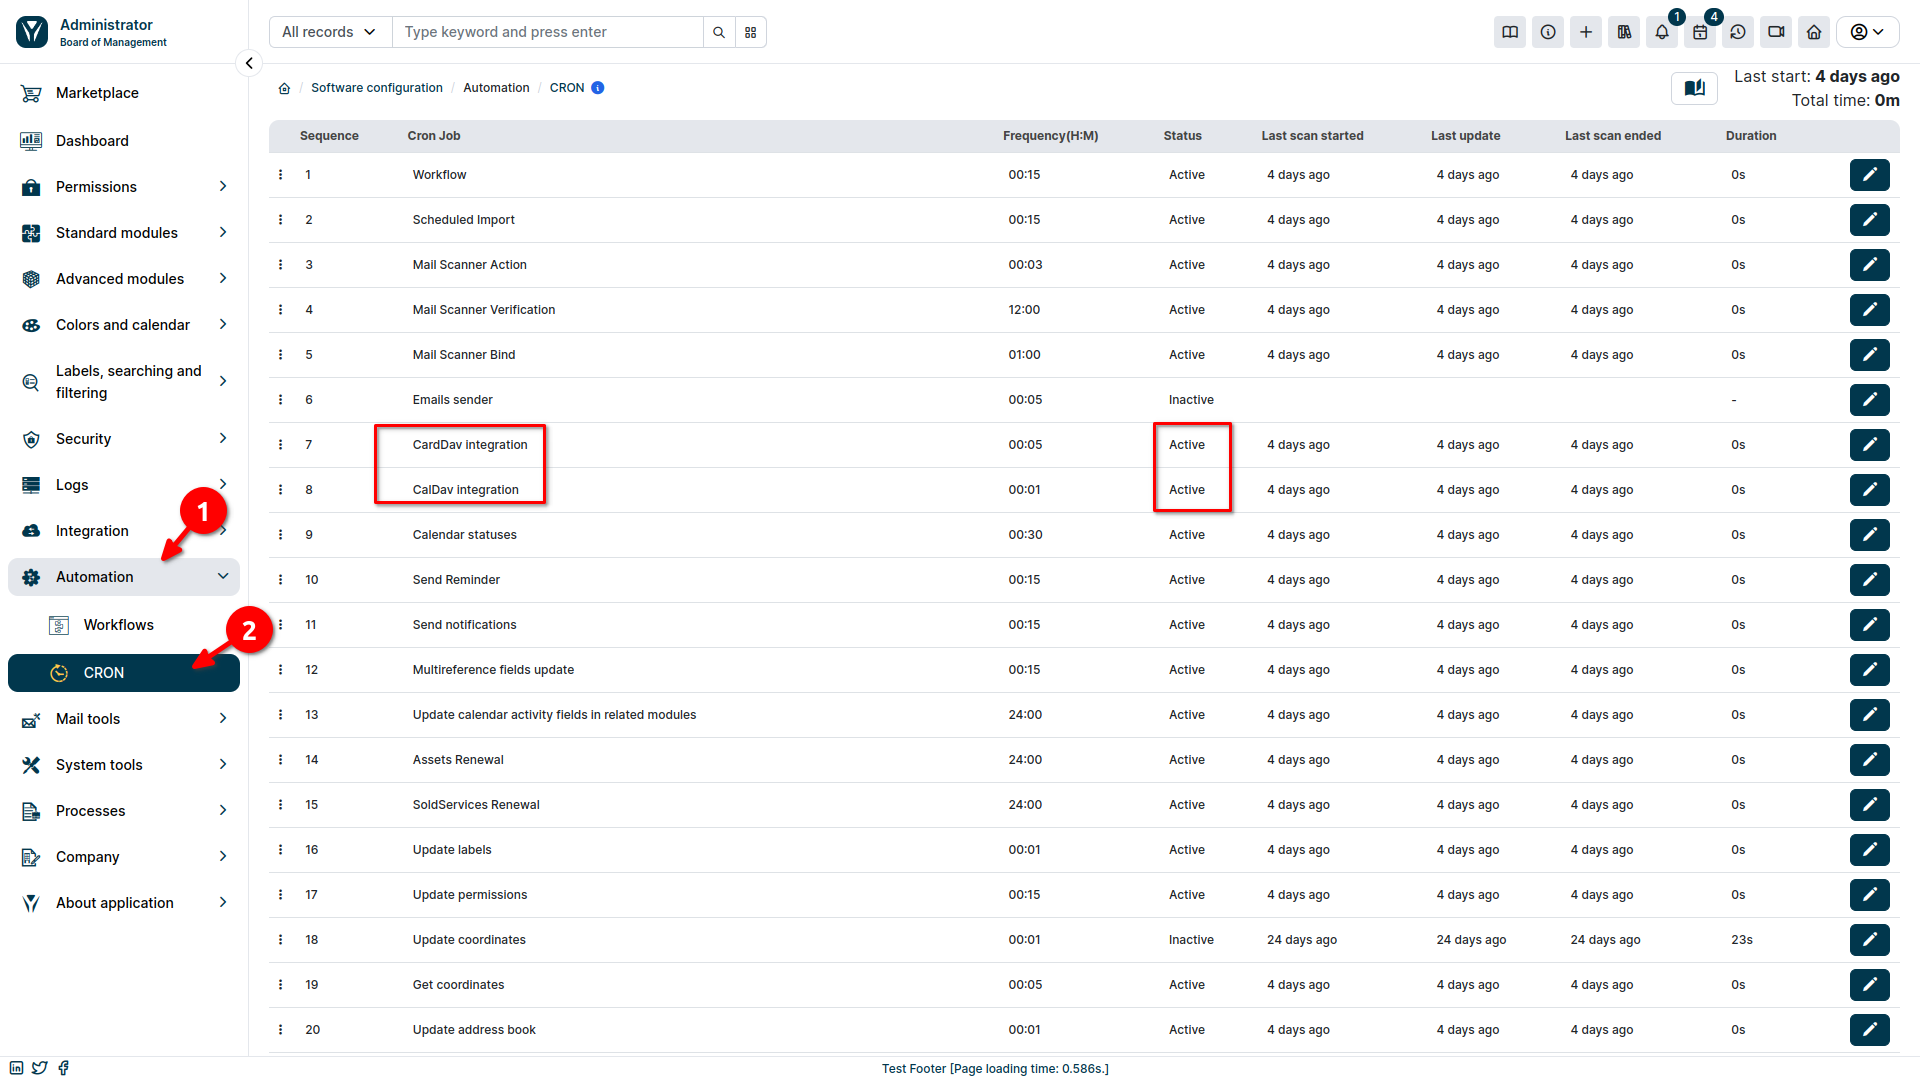 Administrator
Board of Management
All records
Type keyword and press enter
1
4
Marketplace
Dashboard
Permissions
Standard modules
Advanced modules
Colors and calendar
Labels, searching and
filtering
Security
Logs
Integration
Automation
Workflows
CRON
Mail tools
System tools
Processes
Company
About application
1
2
/ Software configuration / Automation / CRON
Last start: 4 days ago
Total time: 0m
Sequence Cron Job Frequency(H:M) Status Last scan started Last update Last scan ended Duration
1 Workflow 00:15 Active 4 days ago 4 days ago 4 days ago 0s
2 Scheduled Import 00:15 Active 4 days ago 4 days ago 4 days ago 0s
3 Mail Scanner Action 00:03 Active 4 days ago 4 days ago 4 days ago 0s
4 Mail Scanner Verification 12:00 Active 4 days ago 4 days ago 4 days ago 0s
5 Mail Scanner Bind 01:00 Active 4 days ago 4 days ago 4 days ago 0s
6 Emails sender 00:05 Inactive -
7 CardDav integration 00:05 Active 4 days ago 4 days ago 4 days ago 0s
8 CalDav integration 00:01 Active 4 days ago 4 days ago 4 days ago 0s
9 Calendar statuses 00:30 Active 4 days ago 4 days ago 4 days ago 0s
10 Send Reminder 00:15 Active 4 days ago 4 days ago 4 days ago 0s
11 Send notifications 00:15 Active 4 days ago 4 days ago 4 days ago 0s
12 Multireference fields update 00:15 Active 4 days ago 4 days ago 4 days ago 0s
13 Update calendar activity fields in related modules 24:00 Active 4 days ago 4 days ago 4 days ago 0s
14 Assets Renewal 24:00 Active 4 days ago 4 days ago 4 days ago 0s
15 SoldServices Renewal 24:00 Active 4 days ago 4 days ago 4 days ago 0s
16 Update labels 00:01 Active 4 days ago 4 days ago 4 days ago 0s
17 Update permissions 00:15 Active 4 days ago 4 days ago 4 days ago 0s
18 Update coordinates 00:01 Inactive 24 days ago 24 days ago 24 days ago 23s
19 Get coordinates 00:05 Active 4 days ago 4 days ago 4 days ago 0s
20 Update address book 00:01 Active 4 days ago 4 days ago 4 days ago 0s
Test Footer [Page loading time: 0.586s.]